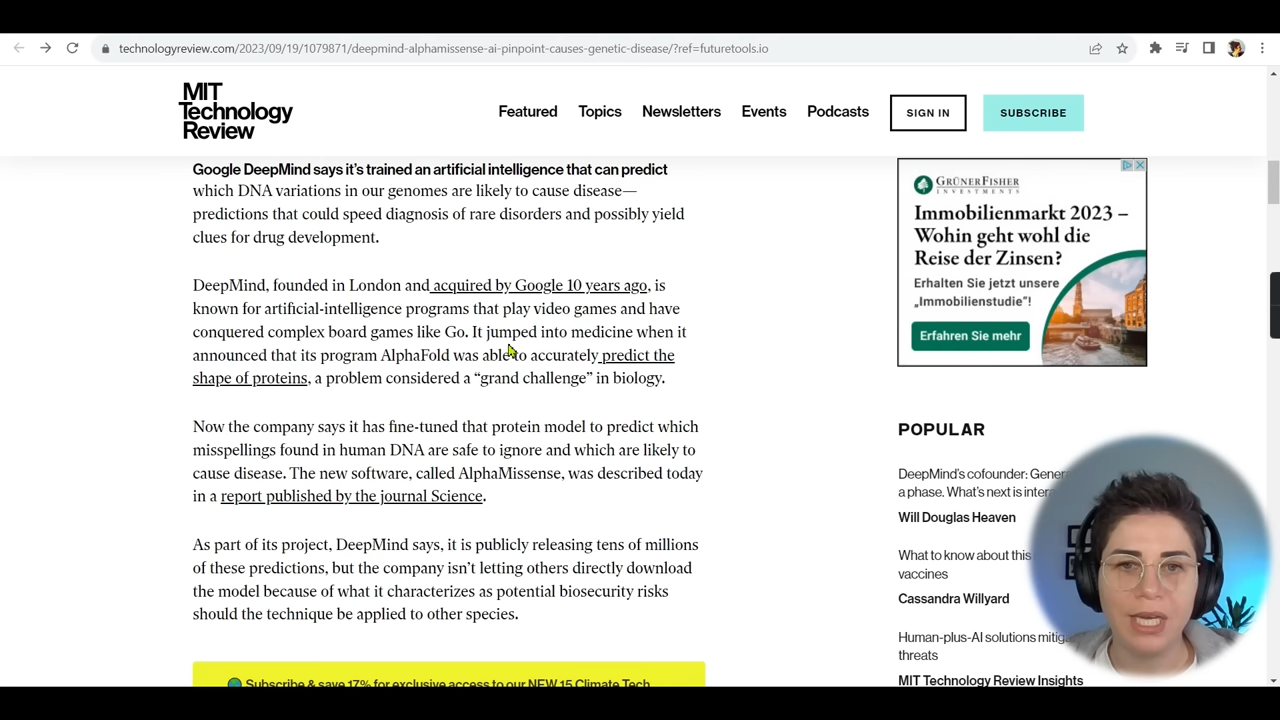 technologyreview.com/2023/09/19/1079871/deepmind-alphamissense-ai-pinpoint-causes-genetic-disease/?ref=futuretools.io
MIT
Technology
Review
Featured Topics Newsletters Events Podcasts SIGN IN SUBSCRIBE
Google DeepMind says it’s trained an artificial intelligence that can predict
which DNA variations in our genomes are likely to cause disease—
predictions that could speed diagnosis of rare disorders and possibly yield
clues for drug development.
DeepMind, founded in London and acquired by Google 10 years ago, is
known for artificial-intelligence programs that play video games and have
conquered complex board games like Go. It jumped into medicine when it
announced that its program AlphaFold was able to accurately predict the
shape of proteins, a problem considered a “grand challenge” in biology.
Now the company says it has fine-tuned that protein model to predict which
misspellings found in human DNA are safe to ignore and which are likely to
cause disease. The new software, called AlphaMissense, was described today
in a report published by the journal Science.
As part of its project, DeepMind says, it is publicly releasing tens of millions
of these predictions, but the company isn’t letting others directly download
the model because of what it characterizes as potential biosecurity risks
should the technique be applied to other species.
Subscribe & save 17% for exclusive access to our NEW 15 Climate Tech
GRÜNERFISHER
INVESTMENTS
Immobilienmarkt 2023 –
Wohin geht wohl die
Reise der Zinsen?
Erhalten Sie jetzt unsere
„Immobilienstudie“!
Erfahren Sie mehr
POPULAR
DeepMind’s cofounder:
a phase. What’s next is
Will Douglas Heaven
What to know about this
vaccines
Cassandra Willyard
Human-plus-AI solutions
threats
MIT Technology Review Insights